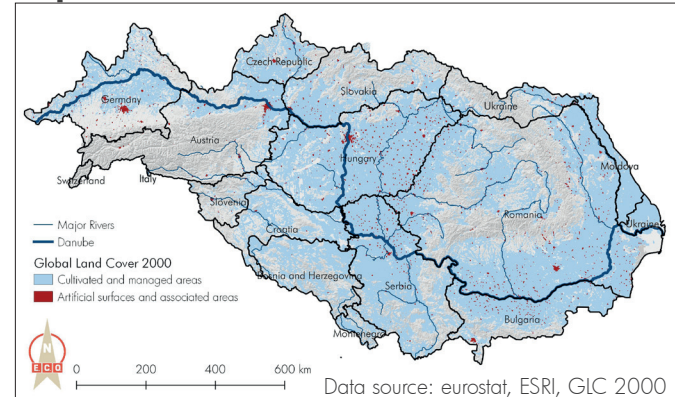 Czech Republic
Slovakia
Germany
Ukraine
Austria
Hungary
Moldova
Switzerland
Italy
Slovenia
Romania
Ukraine
Croatia
Major Rivers
Danube
Global Land Cover 2000
Cultivated and managed areas
Bosnia and Herzegovina
Serbia
Artificial surfaces and associated areas
Bulgaria
Montenegro
N
ECO
0 200 400 600 km
Data source: eurostat, ESRI, GLC 2000